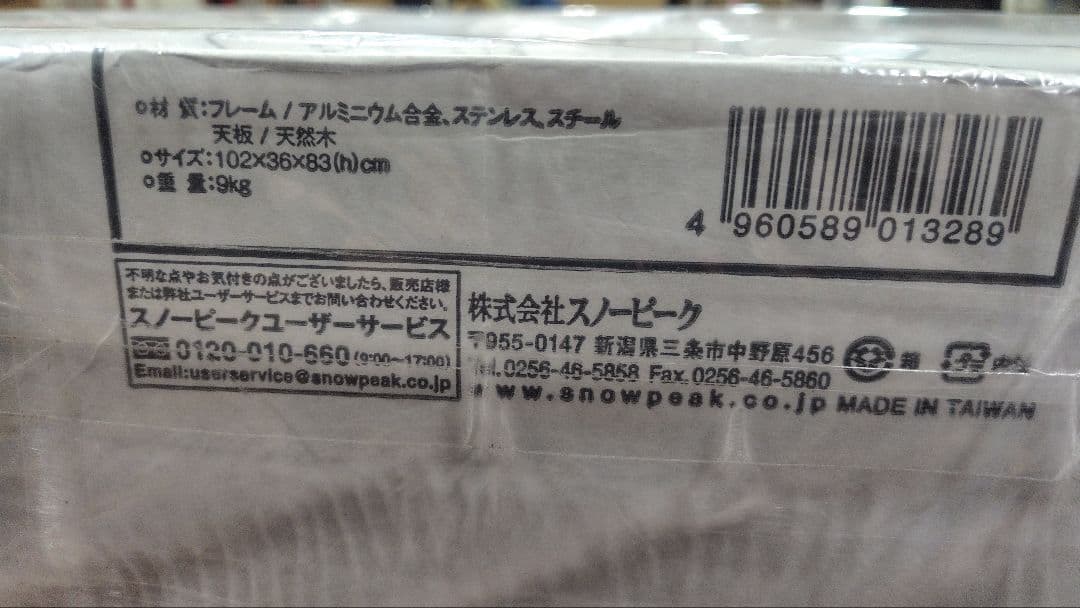 ○材 質:フレーム / アルミニウム合金、ステンレス、スチール
天板 / 天然木
○サイズ:102×36×83(h)cm
○重 量:9kg
4 960589 013289
不明な点やお気付きの点がございましたら、販売店様
または弊社ユーザーサービスまでお問い合わせください。
スノーピークユーザーサービス
0120-010-660(9:00〜17:00)
Email:userservice@snowpeak.co.jp
株式会社スノーピーク
〒955-0147 新潟県三条市中野原456
Tel.0256-46-5858 Fax.0256-46-5860
www.snowpeak.co.jp MADE IN TAIWAN
箱